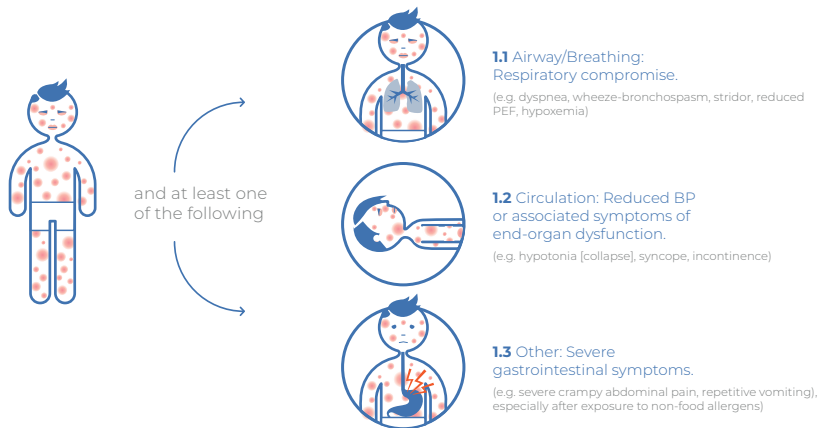 1.1 Airway/Breathing:
Respiratory compromise.
(e.g. dyspnea, wheeze-bronchospasm, stridor, reduced
PEF, hypoxemia)
and at least one
of the following
1.2 Circulation: Reduced BP
or associated symptoms of
end-organ dysfunction.
(e.g. hypotonia [collapse], syncope, incontinence)
1.3 Other: Severe
gastrointestinal symptoms.
(e.g. severe crampy abdominal pain, repetitive vomiting),
especially after exposure to non-food allergens)